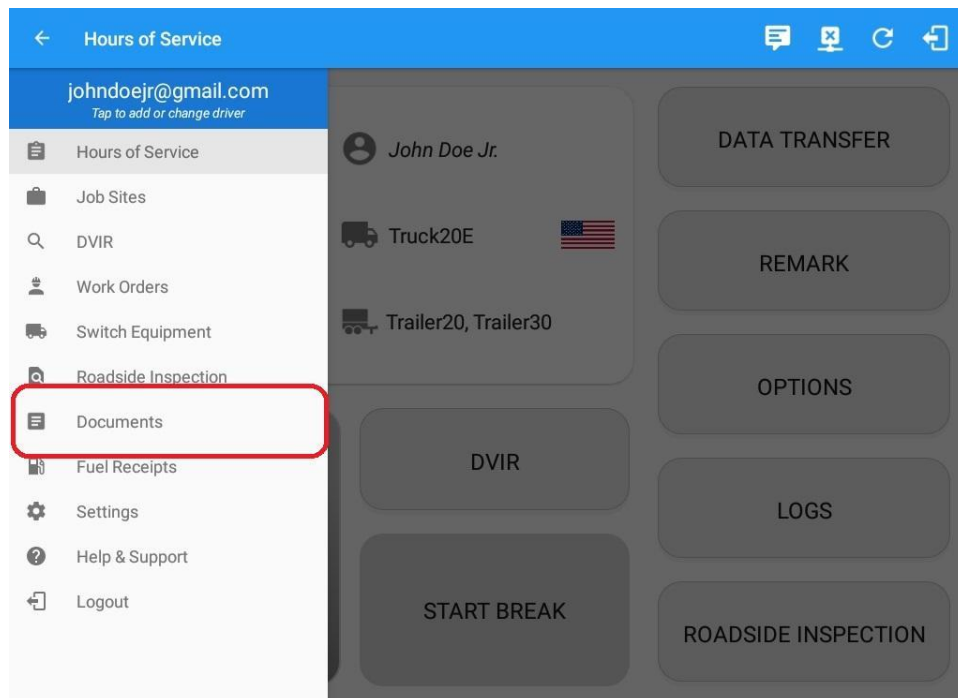 Hours of Service
johndoejr@gmail.com
Tap to add or change driver
Hours of Service
Job Sites
DVIR
Work Orders
Switch Equipment
Roadside Inspection
Documents
Fuel Receipts
Settings
Help & Support
Logout
John Doe Jr.
Truck20E
Trailer20, Trailer30
DVIR
START BREAK
DATA TRANSFER
REMARK
OPTIONS
LOGS
ROADSIDE INSPECTION